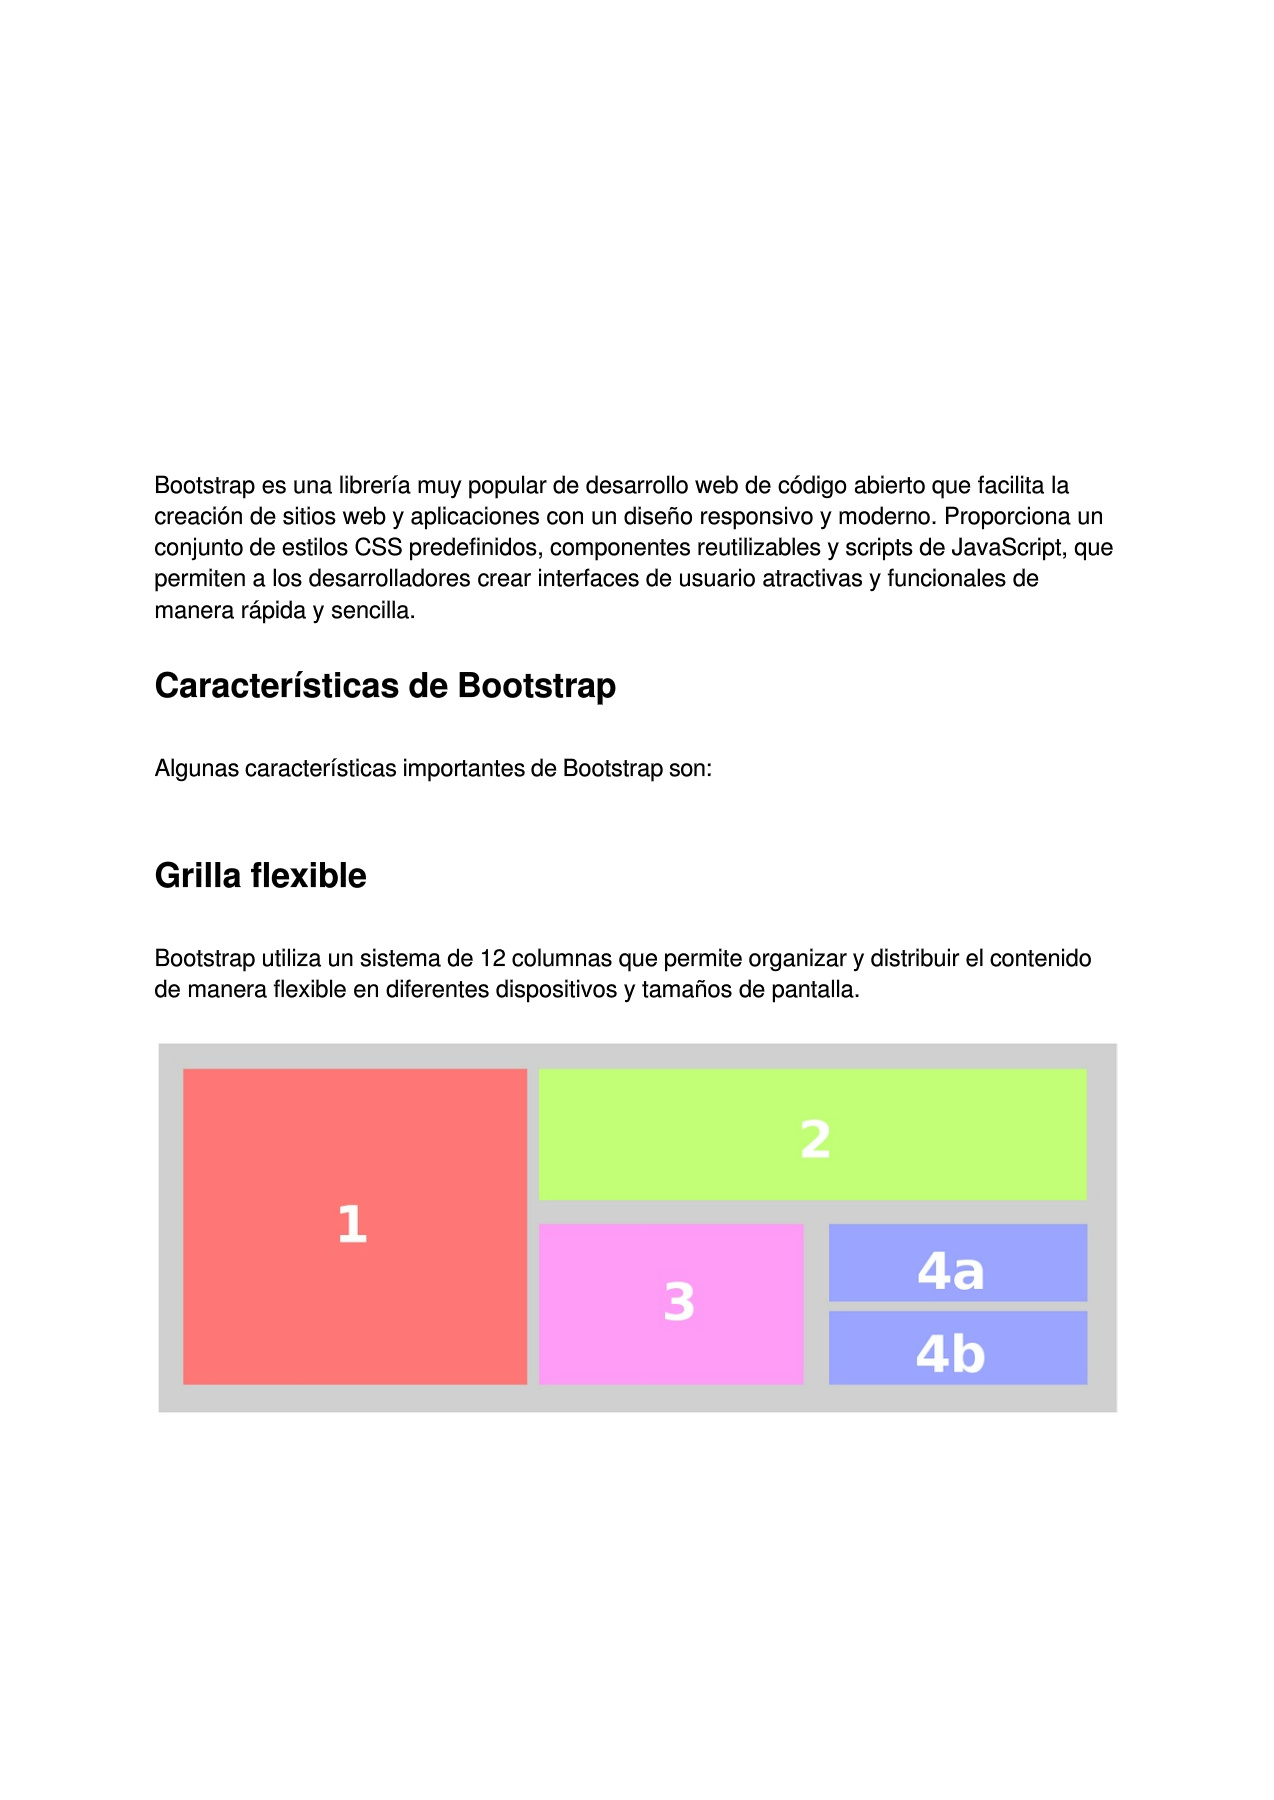 Bootstrap es una librería muy popular de desarrollo web de código abierto que facilita la
creación de sitios web y aplicaciones con un diseño responsivo y moderno. Proporciona un
conjunto de estilos CSS predefinidos, componentes reutilizables y scripts de JavaScript, que
permiten a los desarrolladores crear interfaces de usuario atractivas y funcionales de
manera rápida y sencilla.
Características de Bootstrap
Algunas características importantes de Bootstrap son:
Grilla flexible
Bootstrap utiliza un sistema de 12 columnas que permite organizar y distribuir el contenido
de manera flexible en diferentes dispositivos y tamaños de pantalla.
1
2
3
4a
4b